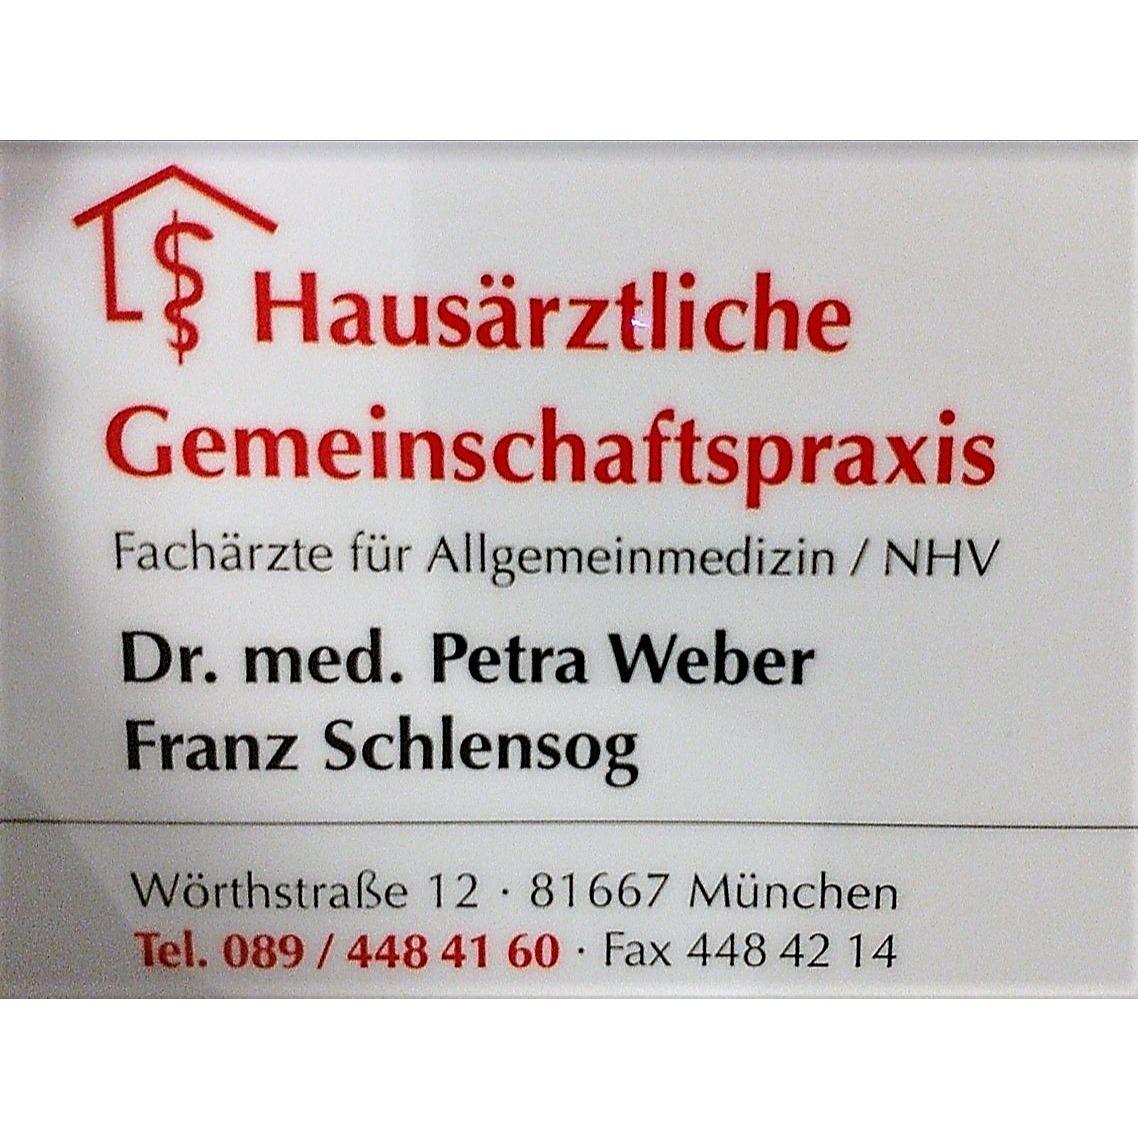 Hausärztliche
Gemeinschaftspraxis
Fachärzte für Allgemeinmedizin / NHV
Dr. med. Petra Weber
Franz Schlensog
Wörthstraße 12 · 81667 München
Tel. 089 / 448 41 60 · Fax 448 42 14